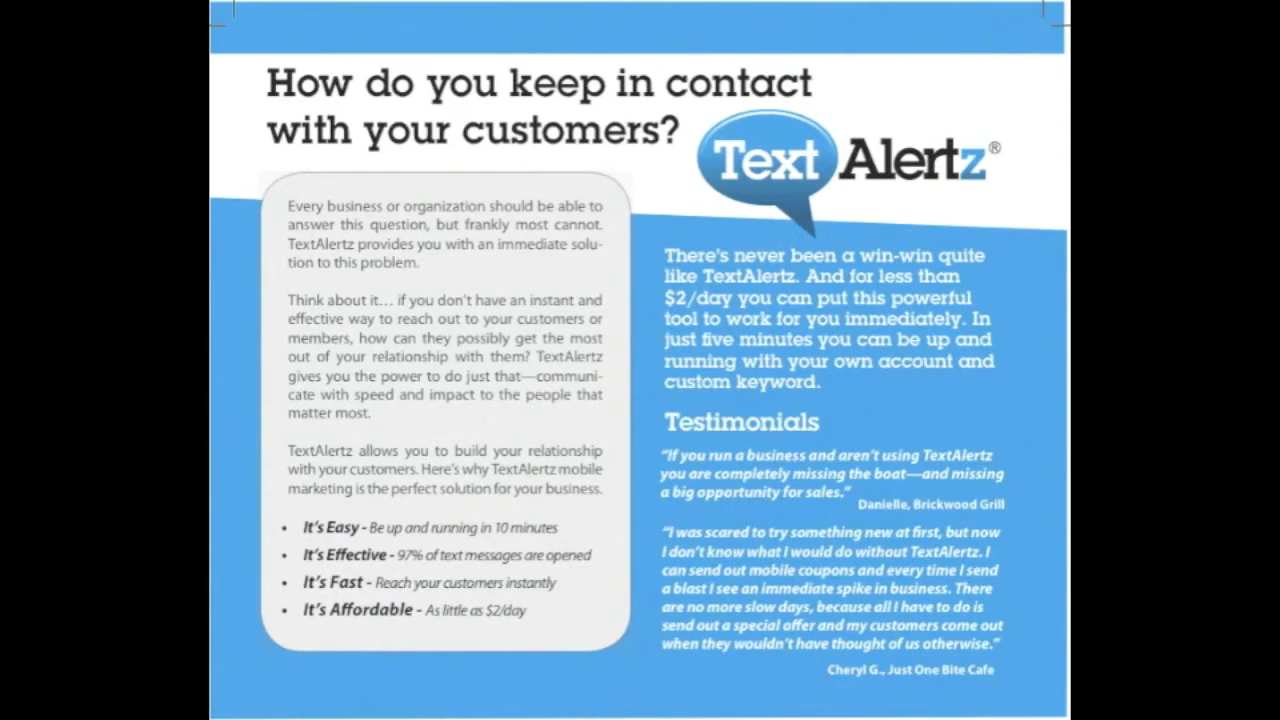 How do you keep in contact
with your customers?
Text Alertz®
Every business or organization should be able to
answer this question, but frankly most cannot.
TextAlertz provides you with an immediate solu-
tion to this problem.
Think about it... if you don't have an instant and
effective way to reach out to your customers or
members, how can they possibly get the most
out of your relationship with them? TextAlertz
gives you the power to do just that—communi-
cate with speed and impact to the people that
matter most.
TextAlertz allows you to build your relationship
with your customers. Here's why TextAlertz mobile
marketing is the perfect solution for your business.
• It's Easy - Be up and running in 10 minutes
• It's Effective - 97% of text messages are opened
• It's Fast - Reach your customers instantly
• It's Affordable - As little as $2/day
There's never been a win-win quite
like TextAlertz. And for less than
$2/day you can put this powerful
tool to work for you immediately. In
just five minutes you can be up and
running with your own account and
custom keyword.
Testimonials
"If you run a business and aren't using TextAlertz
you are completely missing the boat—and missing
a big opportunity for sales."
Danielle, Brickwood Grill
"I was scared to try something new at first, but now
I don't know what I would do without TextAlertz. I
can send out mobile coupons and every time I send
a blast I see an immediate spike in business. There
are no more slow days, because all I have to do is
send out a special offer and my customers come out
when they wouldn't have thought of us otherwise."
Cheryl G., Just One Bite Cafe